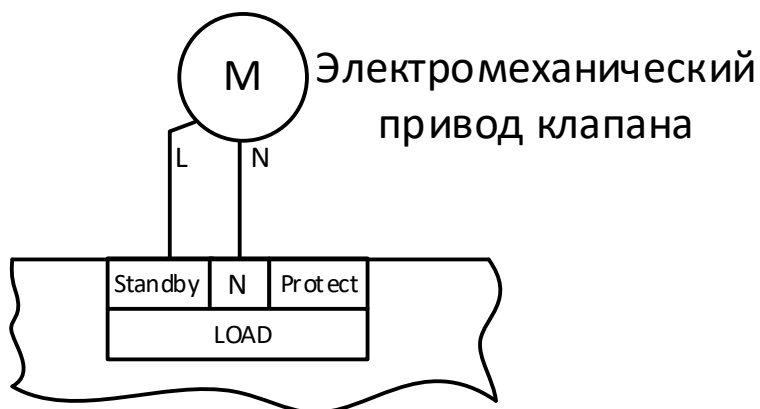 M
Электромеханический
привод клапана
L N
Standby N Protect
LOAD